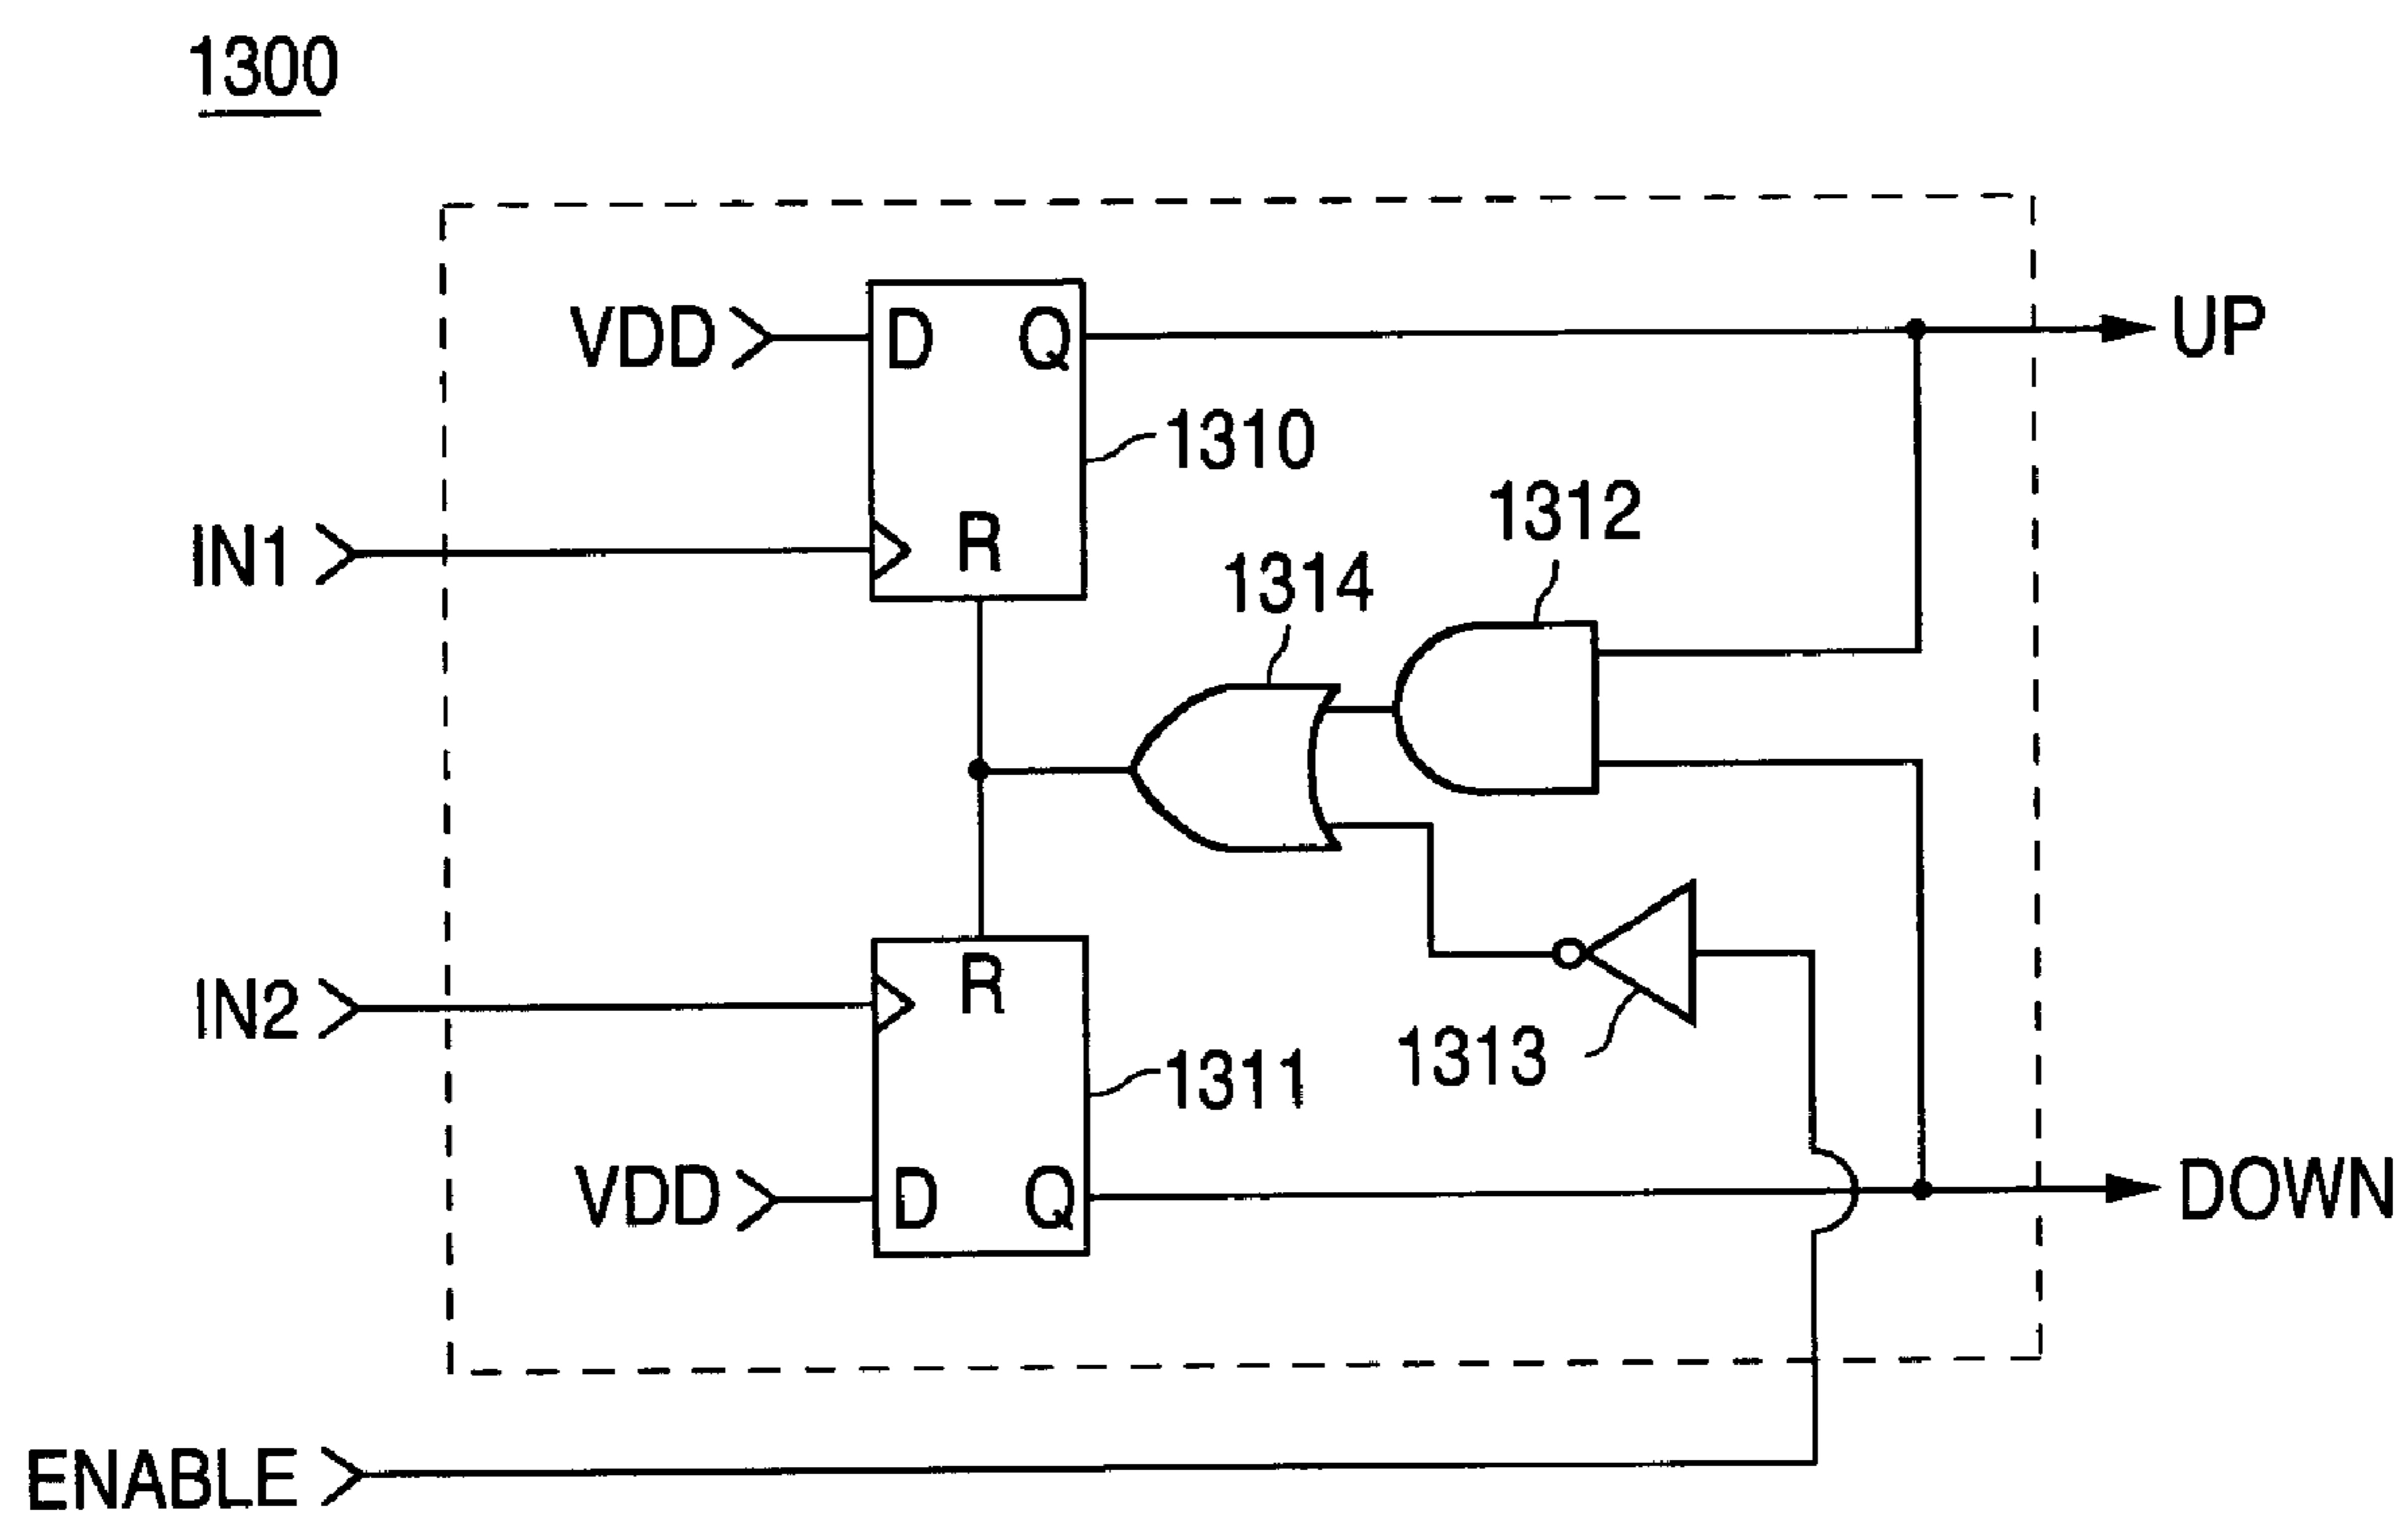 1300
VDD
D
Q
UP
1310
IN1
R
1312
1314
IN2
R
1313
1311
VDD
D
Q
DOWN
ENABLE